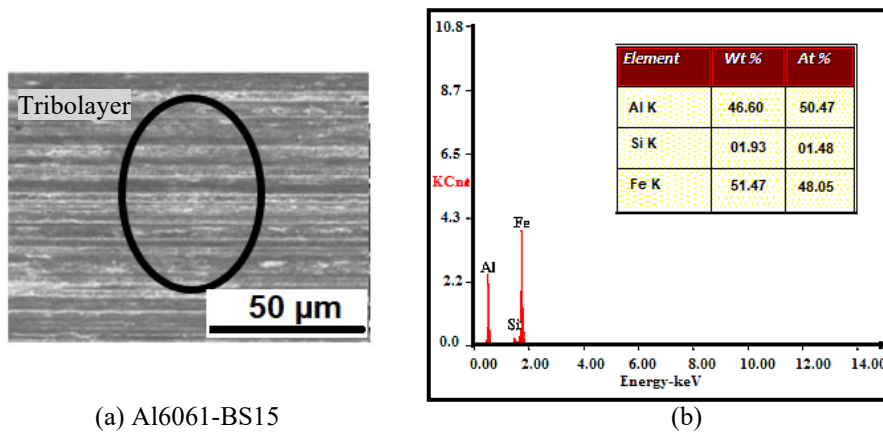 Tribolayer
50 µm
(a) Al6061-BS15
10.8
8.7
6.5
KCnt
4.3
2.2
0.0
Al
Si
Fe
0.00 2.00 4.00 6.00 8.00 10.00 12.00 14.00
Energy-keV
Element Wt % At %
Al K 46.60 50.47
Si K 01.93 01.48
Fe K 51.47 48.05
(b)